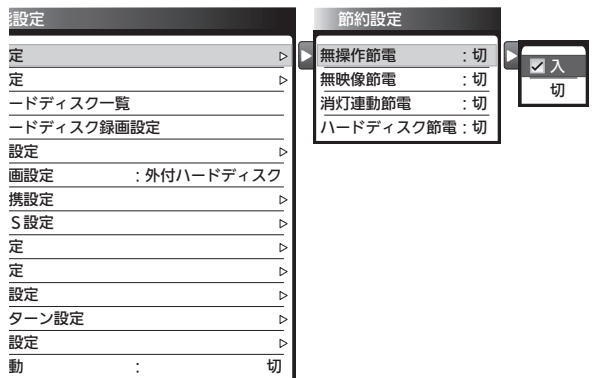 設定
定
定
ードディスク一覧
ードディスク録画設定
設定
画設定 : 外付ハードディスク
携設定
S設定
定
定
設定
ターン設定
設定
動 : 切
節約設定
無操作節電 : 切
無映像節電 : 切
消灯連動節電 : 切
ハードディスク節電 : 切
入
切